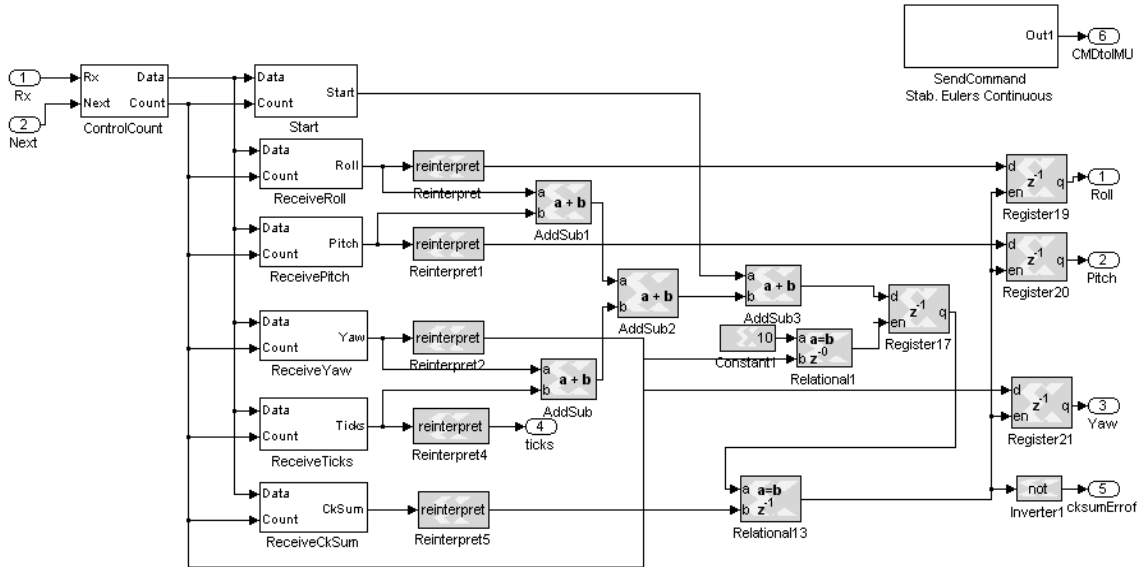 Out1
6
CMDtoIMU
SendCommand
Stab. Eulers Continuous
1
Rx
2
Next
Rx Data
Next Count
ControlCount
Data
Count
Start
Start
Data
Count
Roll
ReceiveRoll
reinterpret
Reinterpret
a
b
a + b
AddSub1
d
en
z-1
q
Register19
1
Roll
Data
Count
Pitch
ReceivePitch
reinterpret
Reinterpret1
d
en
z-1
q
Register20
2
Pitch
a
b
a + b
AddSub2
a
b
a + b
AddSub3
d
en
z-1
q
Register17
Data
Count
Yaw
ReceiveYaw
reinterpret
Reinterpret2
10
Constant1
a
b
a=b
z-0
Relational1
a
b
a + b
AddSub
Data
Count
Ticks
ReceiveTicks
reinterpret
Reinterpret4
4
ticks
d
en
z-1
q
Register21
3
Yaw
Data
Count
CkSum
ReceiveCkSum
reinterpret
Reinterpret5
a
b
a=b
z-1
Relational13
not
Inverter1
5
cksumErrof